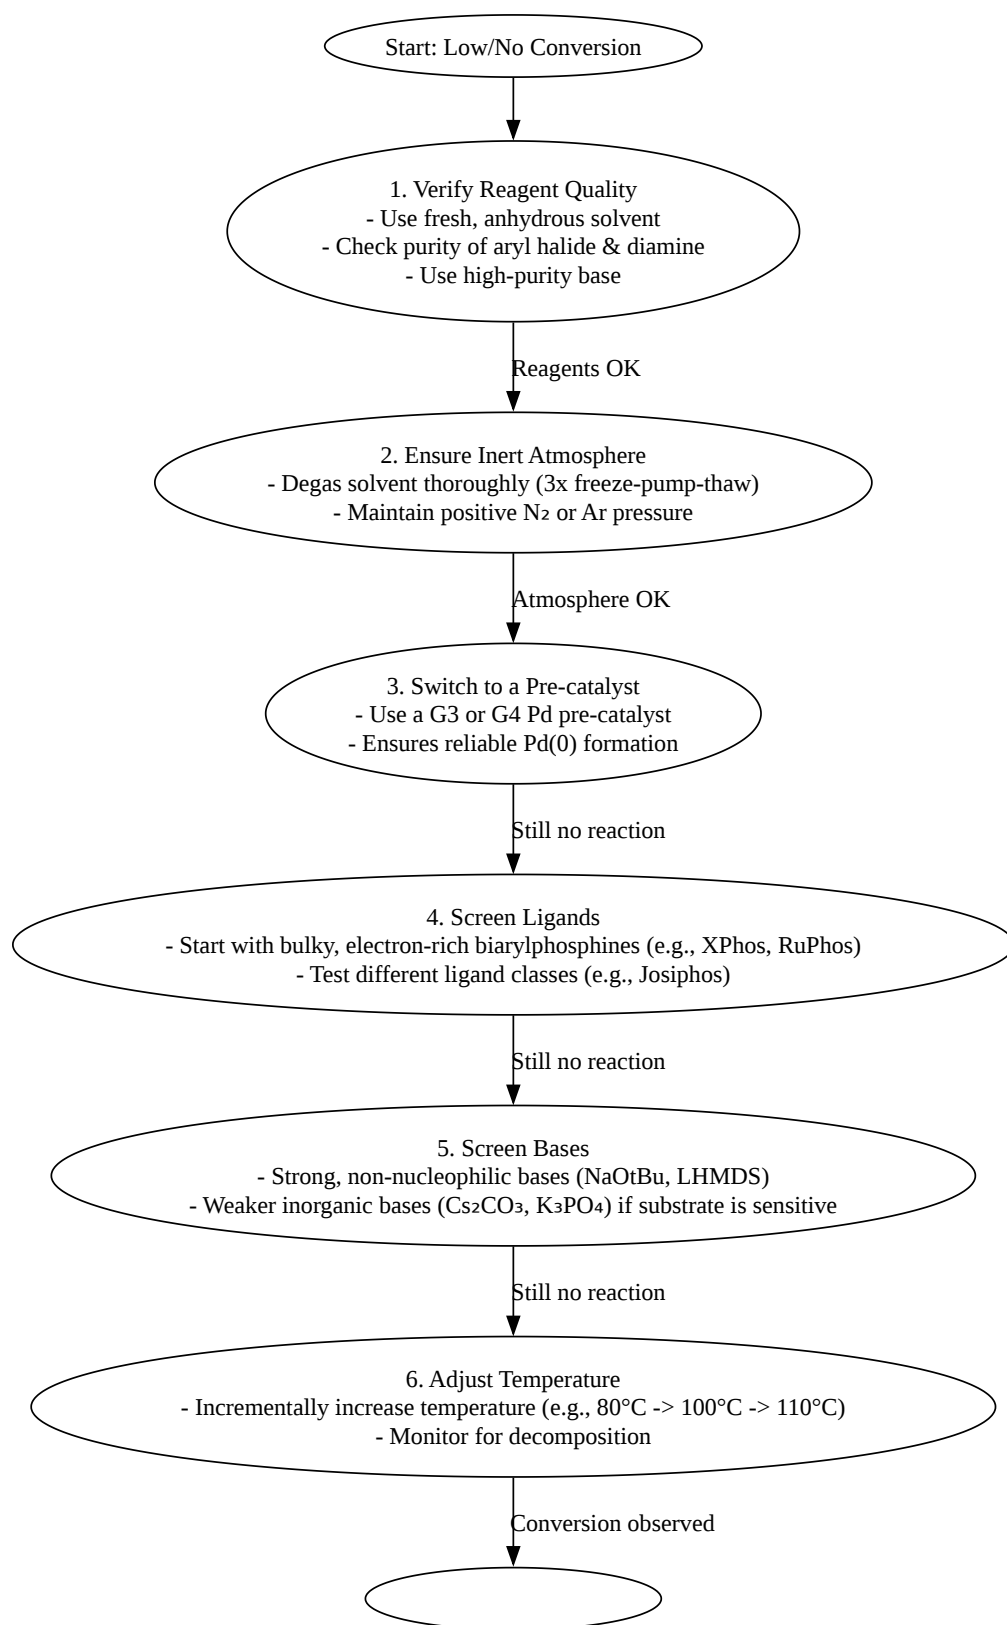 Start: Low/No Conversion
1. Verify Reagent Quality
- Use fresh, anhydrous solvent
- Check purity of aryl halide & diamine
- Use high-purity base
Reagents OK
2. Ensure Inert Atmosphere
- Degas solvent thoroughly (3x freeze-pump-thaw)
- Maintain positive N₂ or Ar pressure
Atmosphere OK
3. Switch to a Pre-catalyst
- Use a G3 or G4 Pd pre-catalyst
- Ensures reliable Pd(0) formation
Still no reaction
4. Screen Ligands
- Start with bulky, electron-rich biarylphosphines (e.g., XPhos, RuPhos)
- Test different ligand classes (e.g., Josiphos)
Still no reaction
5. Screen Bases
- Strong, non-nucleophilic bases (NaOtBu, LHMDS)
- Weaker inorganic bases (Cs₂CO₃, K₃PO₄) if substrate is sensitive
Still no reaction
6. Adjust Temperature
- Incrementally increase temperature (e.g., 80°C -> 100°C -> 110°C)
- Monitor for decomposition
Conversion observed